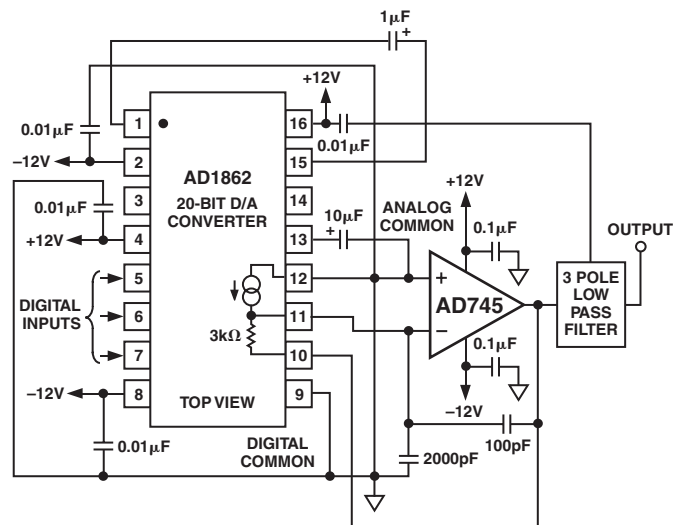 1μF
+
+12V
0.01μF
–12V
0.01μF
+12V
DIGITAL
INPUTS
–12V
0.01μF
1
2
3
4
5
6
7
8
AD1862
20-BIT D/A
CONVERTER
3kΩ
TOP VIEW
16
15
14
13
12
11
10
9
0.01μF
10μF
+
ANALOG
COMMON
+12V
0.1μF
+
–
AD745
0.1μF
–12V
100pF
2000pF
DIGITAL
COMMON
OUTPUT
3 POLE
LOW
PASS
FILTER